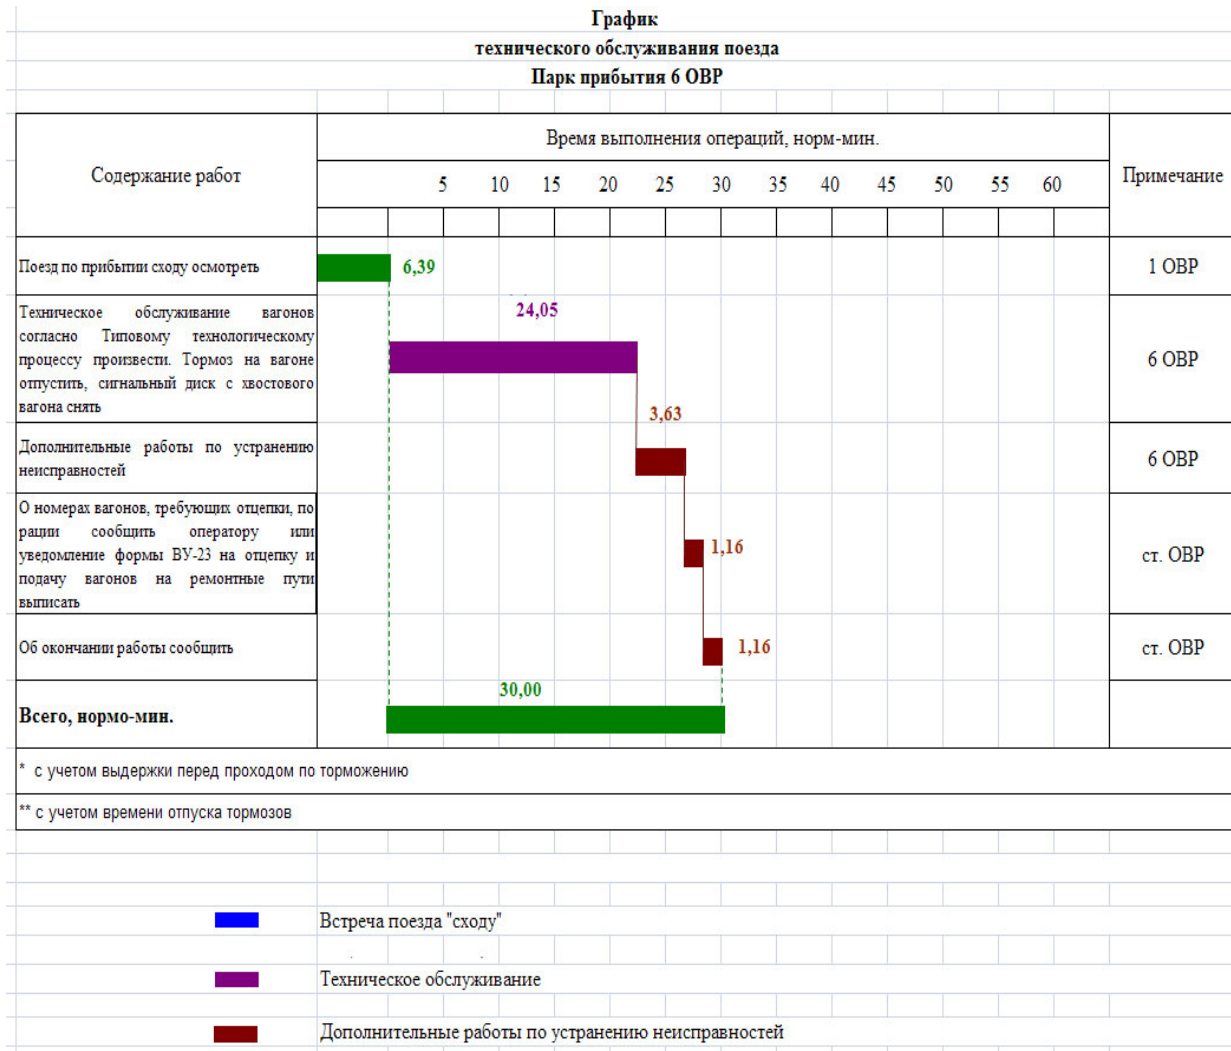 График
технического обслуживания поезда
Парк прибытия 6 ОВР
Содержание работ
Время выполнения операций, норм-мин.
Примечание
5 10 15 20 25 30 35 40 45 50 55 60
Поезд по прибытии сходу осмотреть
6,39
1 ОВР
Техническое обслуживание вагонов
согласно Типовому технологическому
процессу произвести. Тормоз на вагоне
отпустить, сигнальный диск с хвостового
вагона снять
24,05
6 ОВР
3,63
Дополнительные работы по устранению
неисправностей
6 ОВР
О номерах вагонов, требующих отцепки, по
рации сообщить оператору или
уведомление формы ВУ-23 на отцепку и
подачу вагонов на ремонтные пути
выписать
1,16
ст. ОВР
Об окончании работы сообщить
1,16
ст. ОВР
Всего, нормо-мин.
30,00
* с учетом выдержки перед проходом по торможению
** с учетом времени отпуска тормозов
Встреча поезда "сходу"
Техническое обслуживание
Дополнительные работы по устранению неисправностей